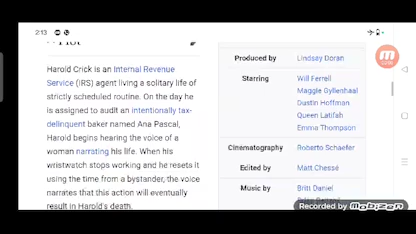 2:13
Harold Crick is an Internal Revenue
Service (IRS) agent living a solitary life of
strictly scheduled routine. On the day he
is assigned to audit an intentionally tax-
delinquent baker named Ana Pascal,
Harold begins hearing the voice of a
woman narrating his life. When his
wristwatch stops working and he resets it
using the time from a bystander, the voice
narrates that this action will eventually
result in Harold's death.
Produced by Lindsay Doran
Starring Will Ferrell
Maggie Gyllenhaal
Dustin Hoffman
Queen Latifah
Emma Thompson
Cinematography Roberto Schaefer
Edited by Matt Chessé
Music by Britt Daniel
Recorded by mobizen